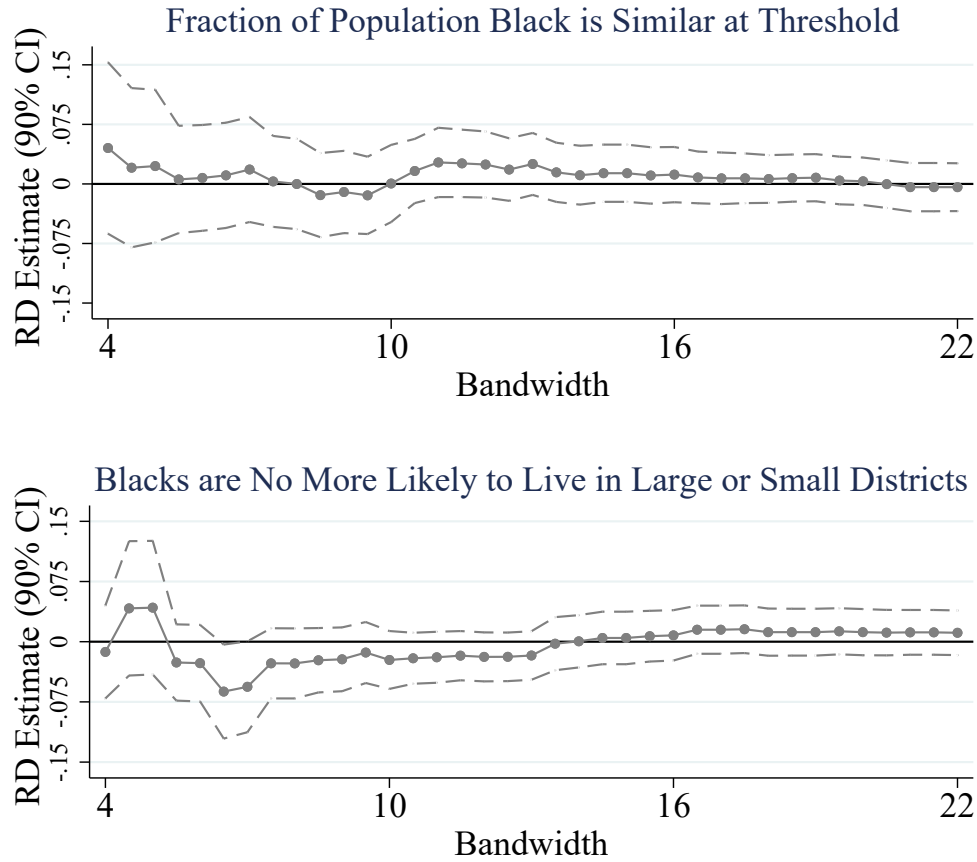 Fraction of Population Black is Similar at Threshold
RD Estimate (90% CI)
.15
.075
0
-.075
-.15
4 10 16 22
Bandwidth
Blacks are No More Likely to Live in Large or Small Districts
RD Estimate (90% CI)
.15
.075
0
-.075
-.15
4 10 16 22
Bandwidth